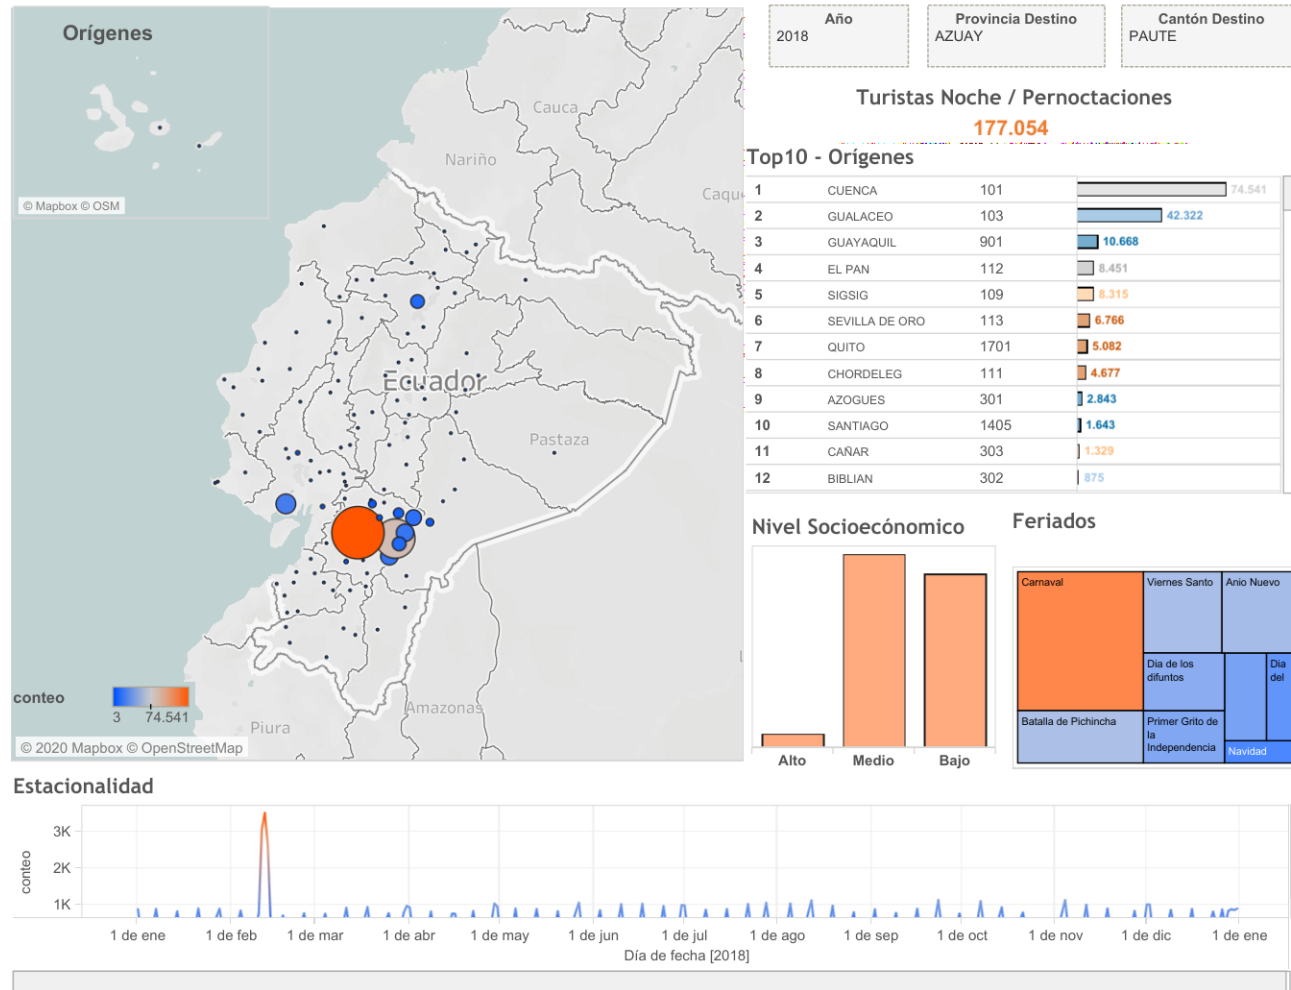 Orígenes
© Mapbox © OSM
Cauca
Nariño
Caqu
Ecuador
Pastaza
Amazonas
Piura
conteo
3 74.541
© 2020 Mapbox © OpenStreetMap
Año
2018
Provincia Destino
AZUAY
Cantón Destino
PAUTE
Turistas Noche / Pernoctaciones
177.054
Top10 - Orígenes
1 CUENCA 101 74.541
2 GUALACEO 103 42.322
3 GUAYAQUIL 901 10.668
4 EL PAN 112 8.451
5 SIGSIG 109 8.315
6 SEVILLA DE ORO 113 6.766
7 QUITO 1701 5.082
8 CHORDELEG 111 4.677
9 AZOGUES 301 2.843
10 SANTIAGO 1405 1.643
11 CAÑAR 303 1.329
12 BIBLIAN 302 875
Nivel Socioecónomico
Alto Medio Bajo
Feriados
Carnaval
Viernes Santo
Anio Nuevo
Dia de los
difuntos
Dia
del
Batalla de Pichincha
Primer Grito de
la
Independencia
Navidad
Estacionalidad
conteo
3K
2K
1K
1 de ene 1 de feb 1 de mar 1 de abr 1 de may 1 de jun 1 de jul 1 de ago 1 de sep 1 de oct 1 de nov 1 de dic 1 de ene
Día de fecha [2018]